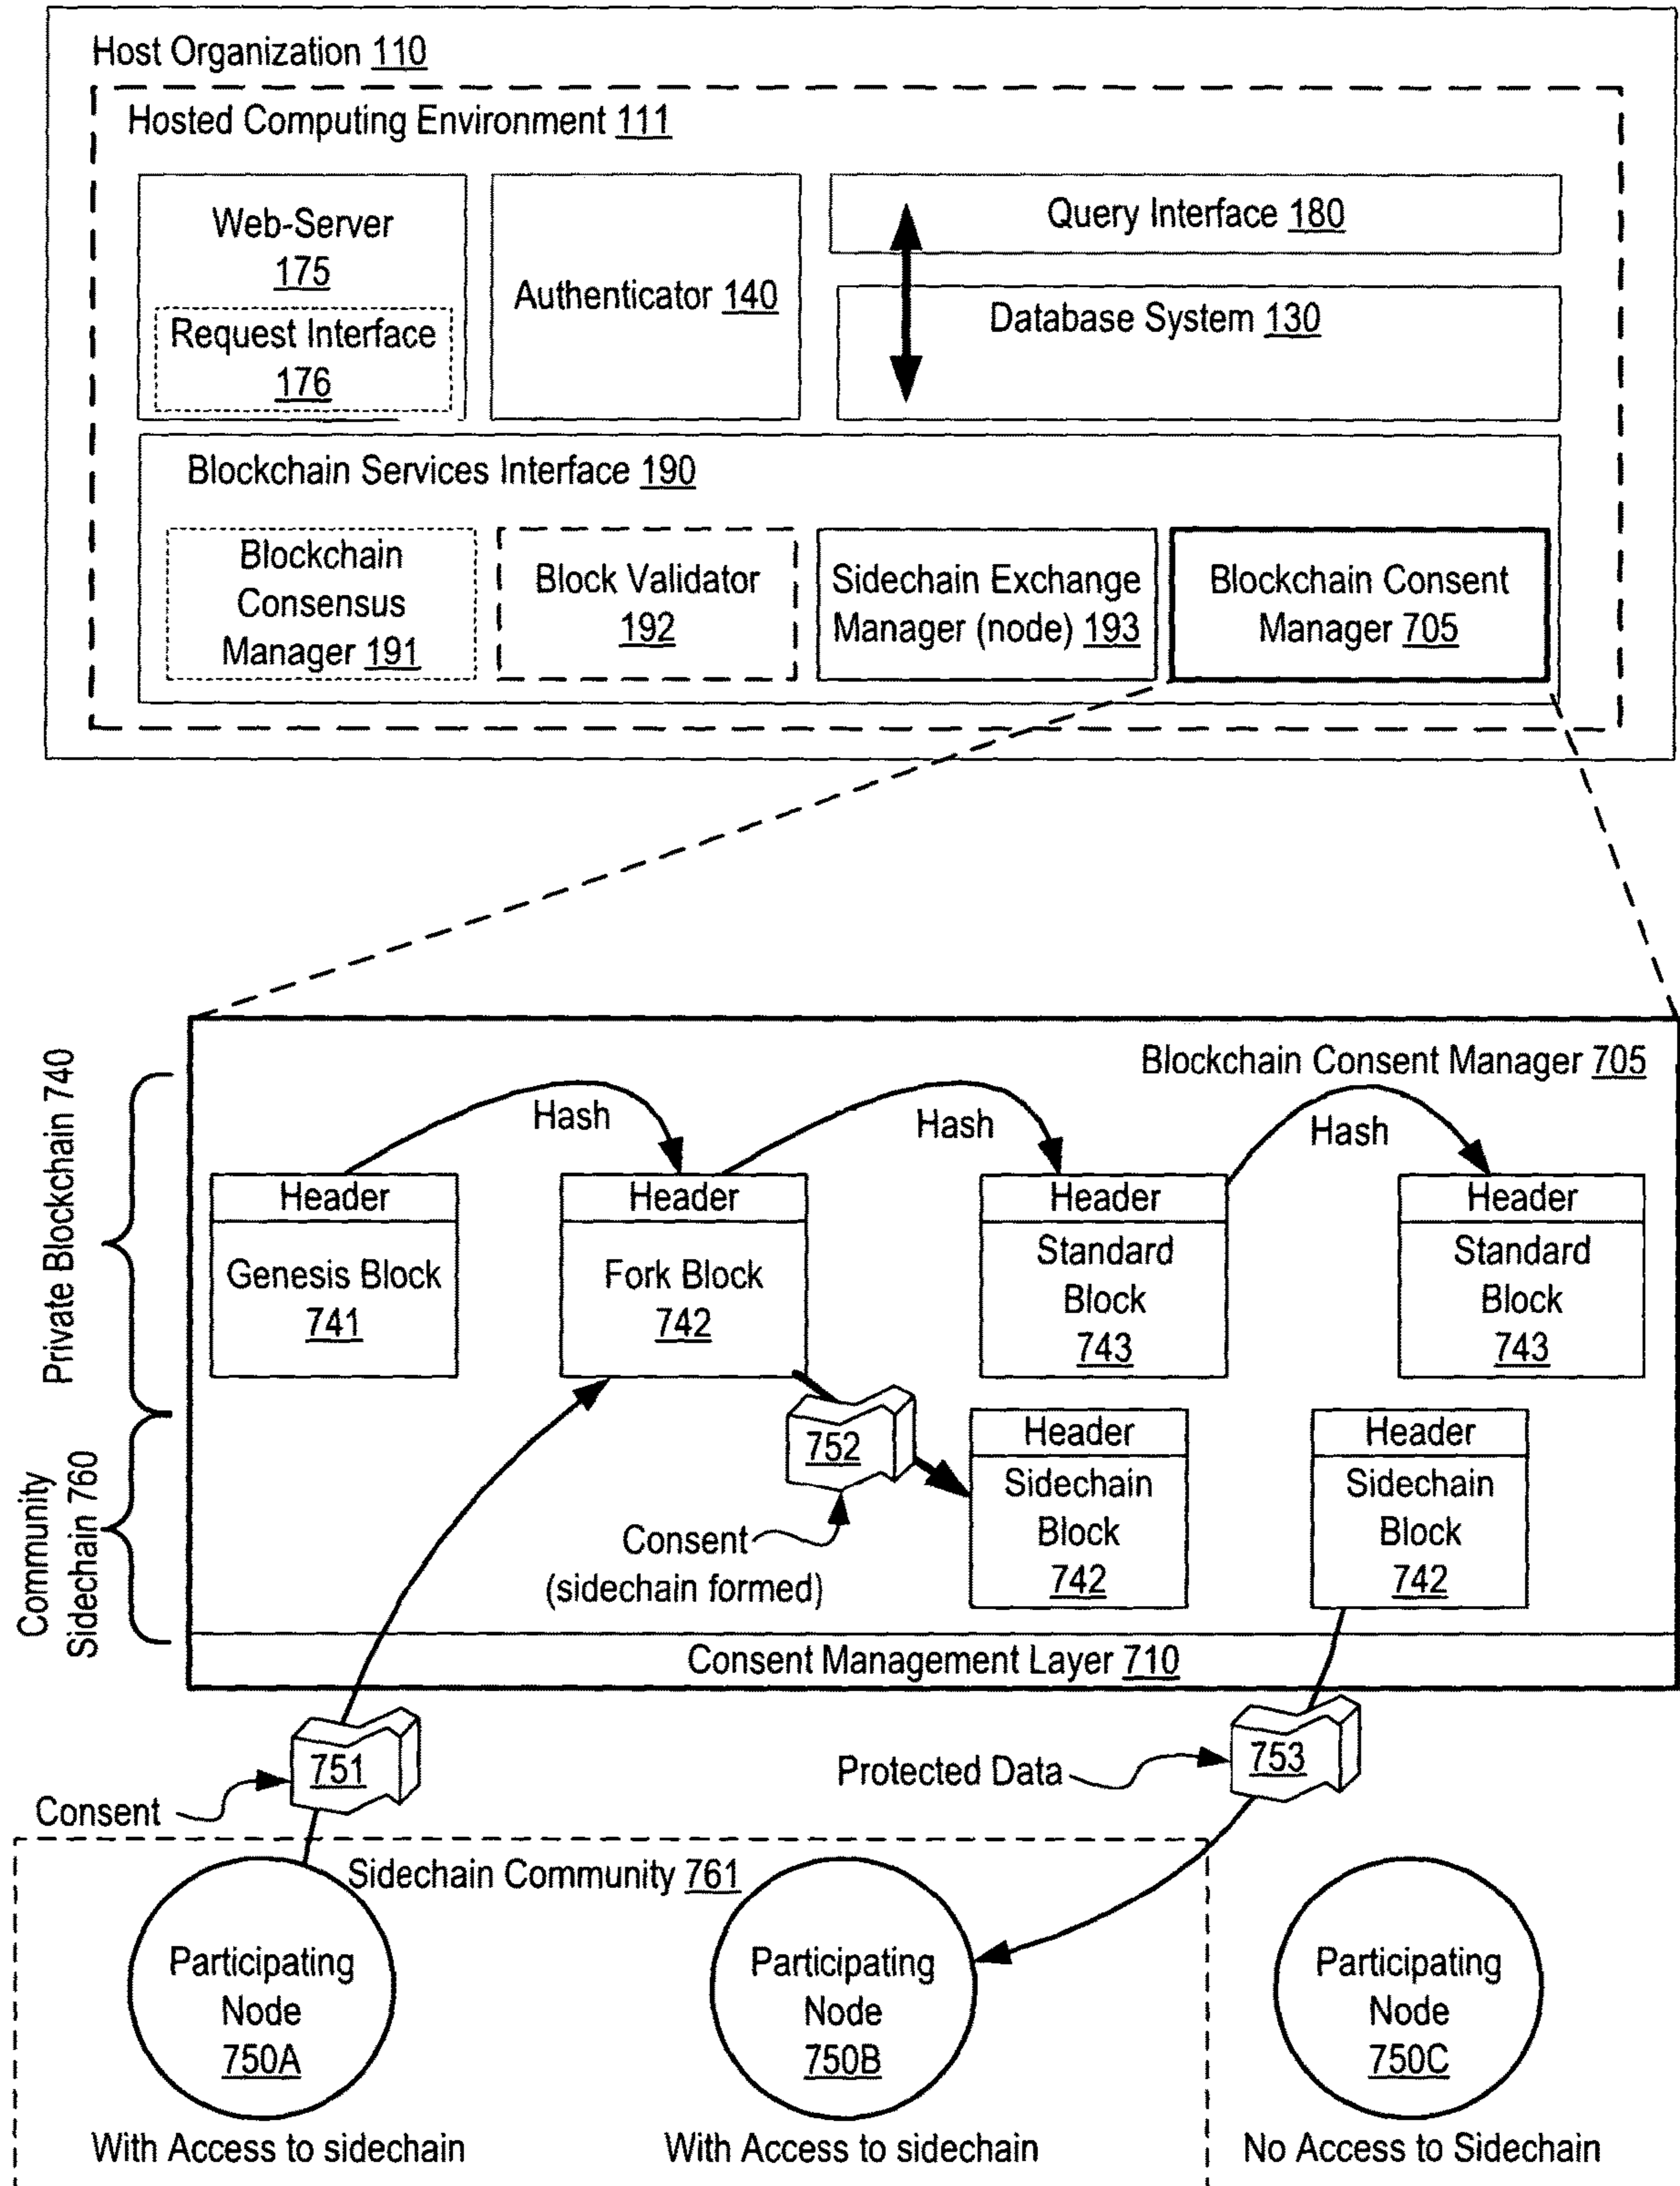 Host Organization 110
Hosted Computing Environment 111
Web-Server
175
Request Interface
176
Authenticator 140
Query Interface 180
Database System 130
Blockchain Services Interface 190
Blockchain
Consensus
Manager 191
Block Validator
192
Sidechain Exchange
Manager (node) 193
Blockchain Consent
Manager 705
Blockchain Consent Manager 705
Private Blockchain 740
Hash
Hash
Hash
Header
Genesis Block
741
Header
Fork Block
742
Header
Standard
Block
743
Header
Standard
Block
743
Community
Sidechain 760
752
Consent
(sidechain formed)
Header
Sidechain
Block
742
Header
Sidechain
Block
742
Consent Management Layer 710
751
Consent
Protected Data
753
Sidechain Community 761
Participating
Node
750A
With Access to sidechain
Participating
Node
750B
With Access to sidechain
Participating
Node
750C
No Access to Sidechain